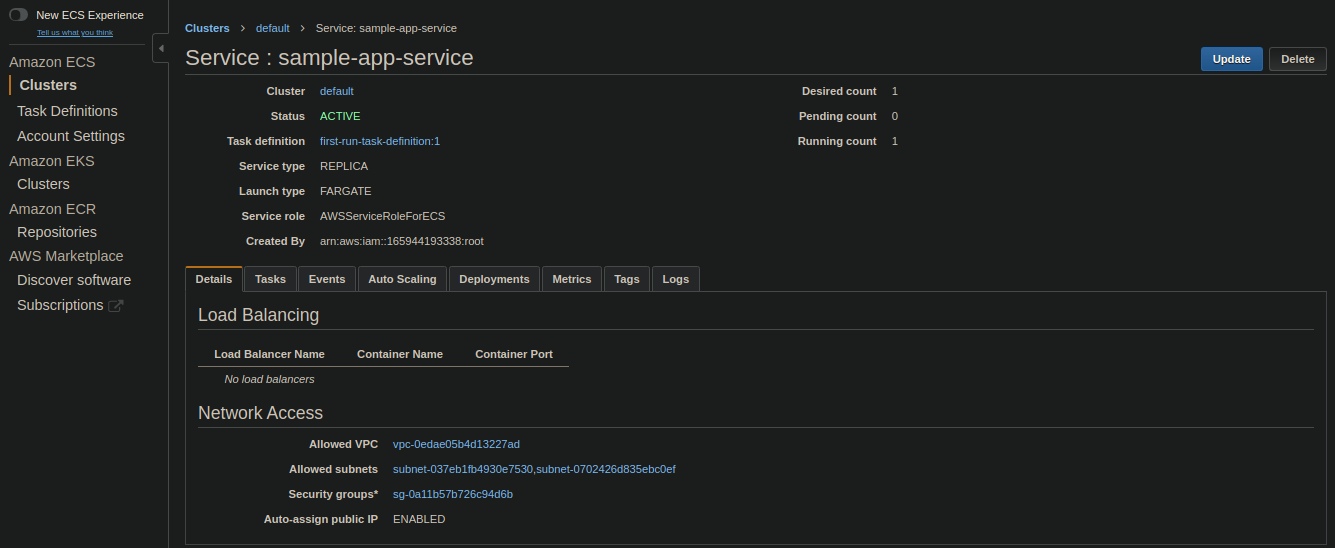 New ECS Experience
Tell us what you think
Amazon ECS
Clusters
Task Definitions
Account Settings
Amazon EKS
Clusters
Amazon ECR
Repositories
AWS Marketplace
Discover software
Subscriptions
Clusters > default > Service: sample-app-service
Service : sample-app-service
Update Delete
Cluster default
Status ACTIVE
Task definition first-run-task-definition:1
Service type REPLICA
Launch type FARGATE
Service role AWSServiceRoleForECS
Created By arn:aws:iam::165944193338:root
Desired count 1
Pending count 0
Running count 1
Details Tasks Events Auto Scaling Deployments Metrics Tags Logs
Load Balancing
Load Balancer Name Container Name Container Port
No load balancers
Network Access
Allowed VPC vpc-0edae05b4d13227ad
Allowed subnets subnet-037eb1fb4930e7530,subnet-0702426d835ebc0ef
Security groups* sg-0a11b57b726c94d6b
Auto-assign public IP ENABLED